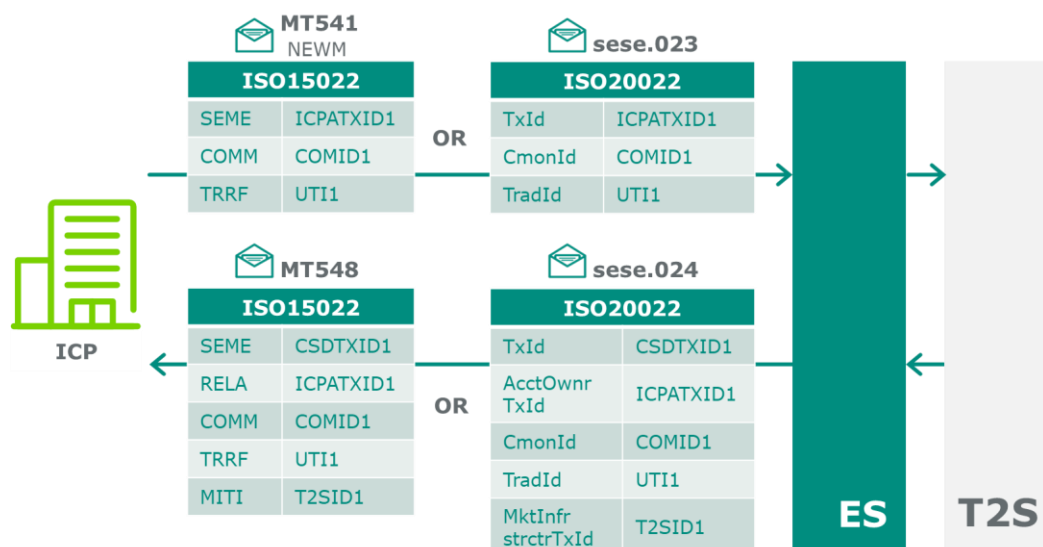 MT541
NEWM
ISO15022
SEME ICPATXID1
COMM COMID1
TRRF UTI1
OR
sese.023
ISO20022
TxId ICPATXID1
CmonId COMID1
TradId UTI1
ICP
MT548
ISO15022
SEME CSDTXID1
RELA ICPATXID1
COMM COMID1
TRRF UTI1
MITI T2SID1
OR
sese.024
ISO20022
TxId CSDTXID1
AcctOwnr
TxId
ICPATXID1
CmonId COMID1
TradId UTI1
MktInfr
strctrTxId
T2SID1
ES
T2S